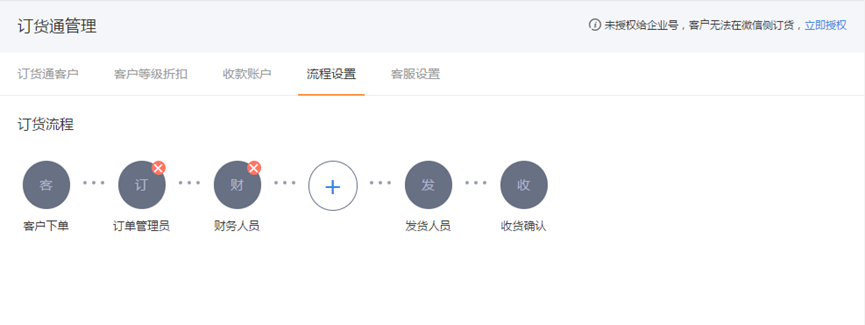 订货通管理
未授权给企业号，客户无法在微信侧订货，立即授权
订货通客户 客户等级折扣 收款账户 流程设置 客服设置
订货流程
客 订 财 发 收
客户下单 订单管理员 财务人员 发货人员 收货确认